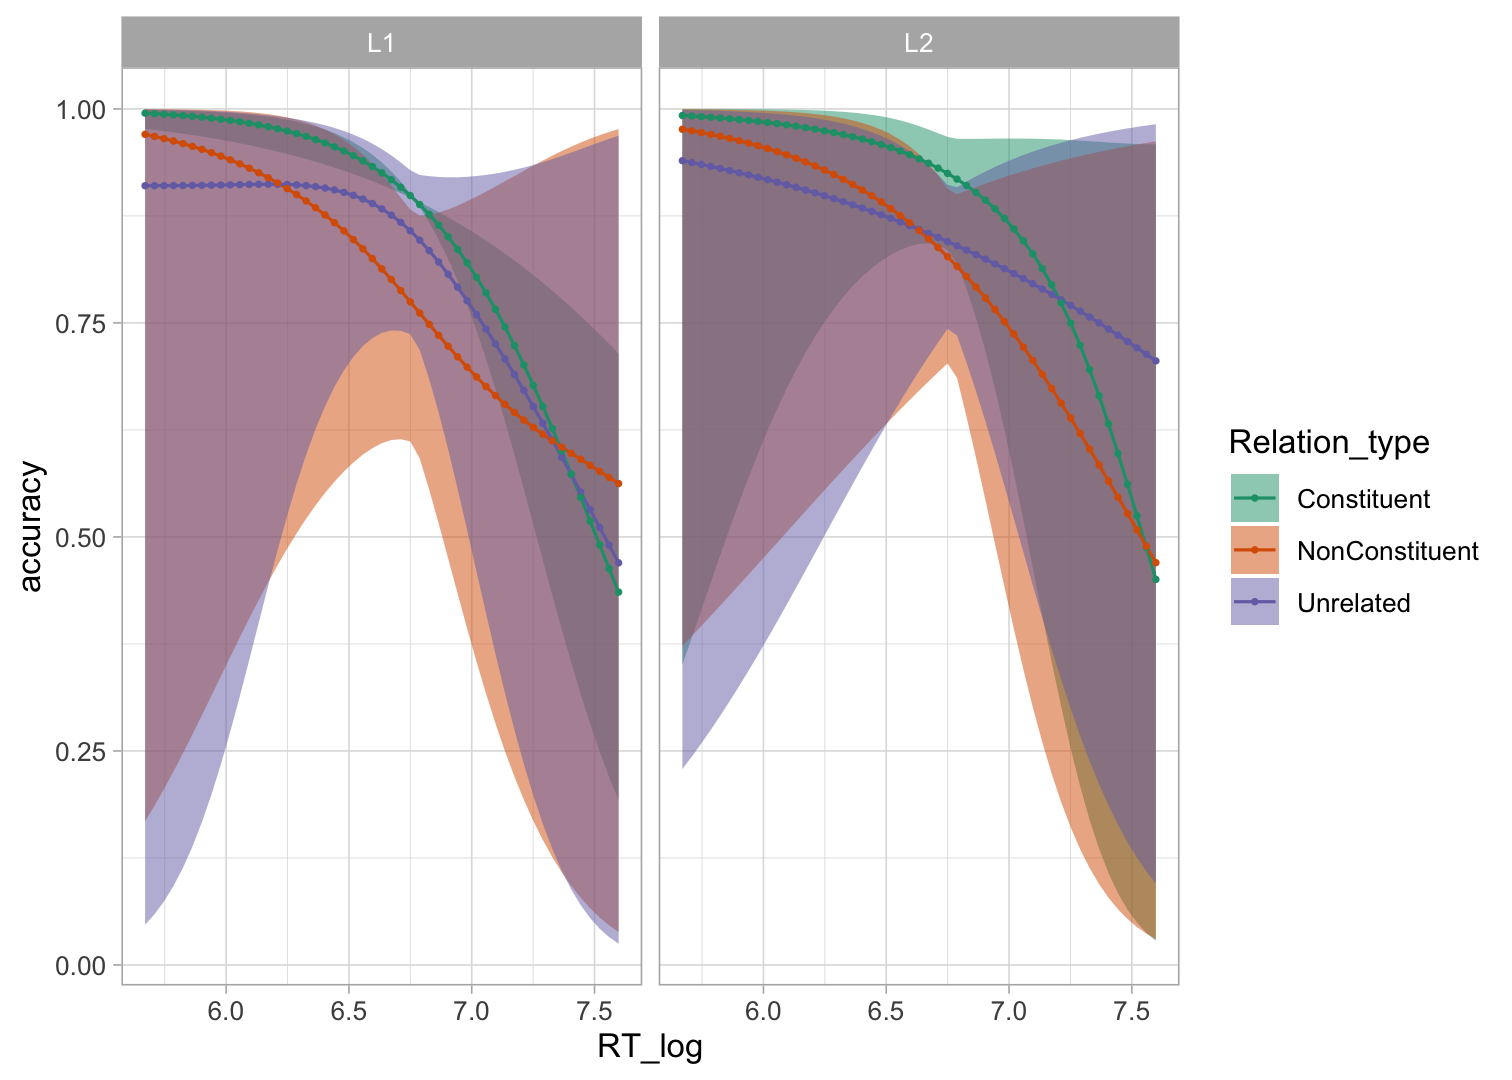 L1
L2
1.00
0.75
0.50
0.25
0.00
accuracy
6.0 6.5 7.0 7.5
6.0 6.5 7.0 7.5
RT_log
Relation_type
Constituent
NonConstituent
Unrelated